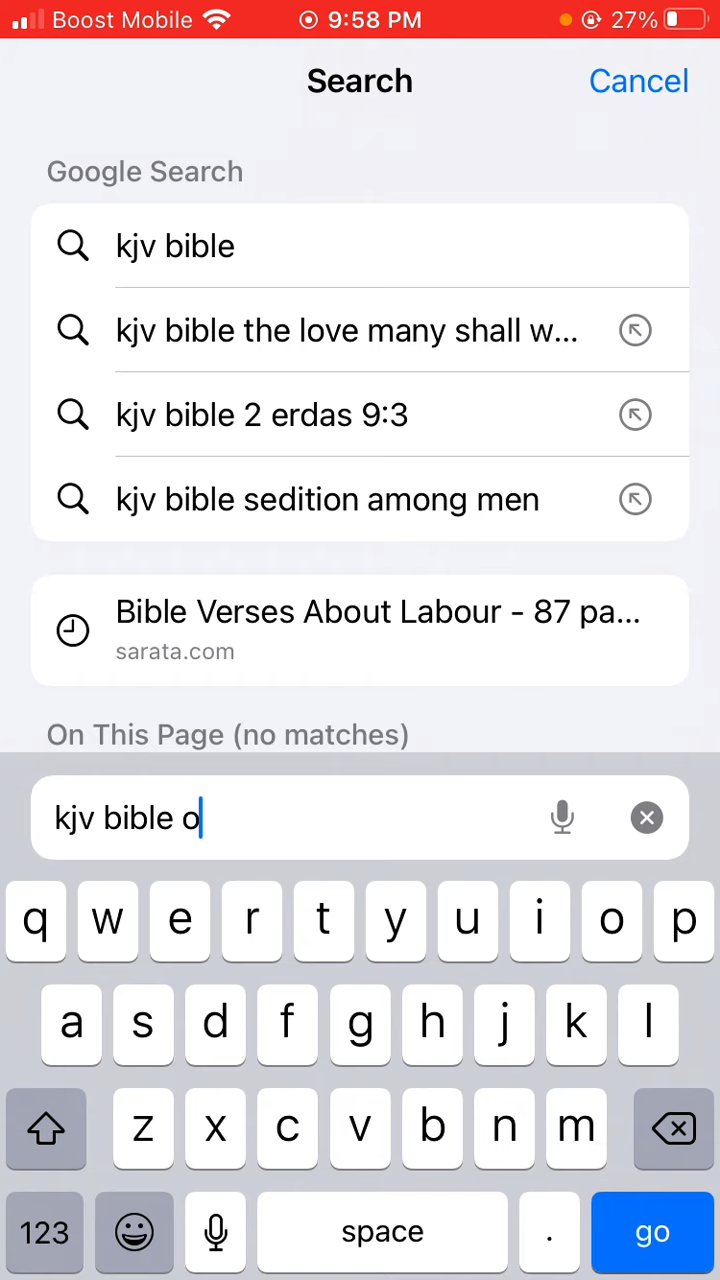 Boost Mobile 9:58 PM 27%
Search Cancel
Google Search
kjv bible
kjv bible the love many shall w...
kjv bible 2 erdas 9:3
kjv bible sedition among men
Bible Verses About Labour - 87 pa...
sarata.com
On This Page (no matches)
kjv bible o
q w e r t y u i o p
a s d f g h j k l
z x c v b n m
123 space . go